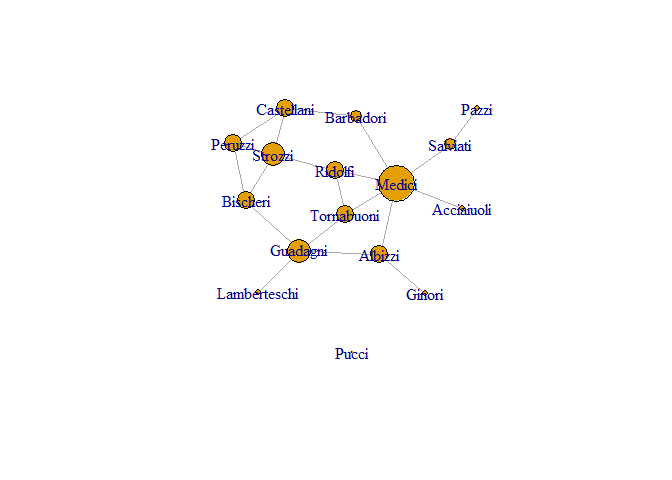 Castellani
Pazzi
Barbadori
Peruzzi
Salviati
Strozzi
Ridolfi
Medici
Bischeri
Acciaiuoli
Tornabuoni
Guadagni
Albizzi
Lamberteschi
Ginori
Pucci